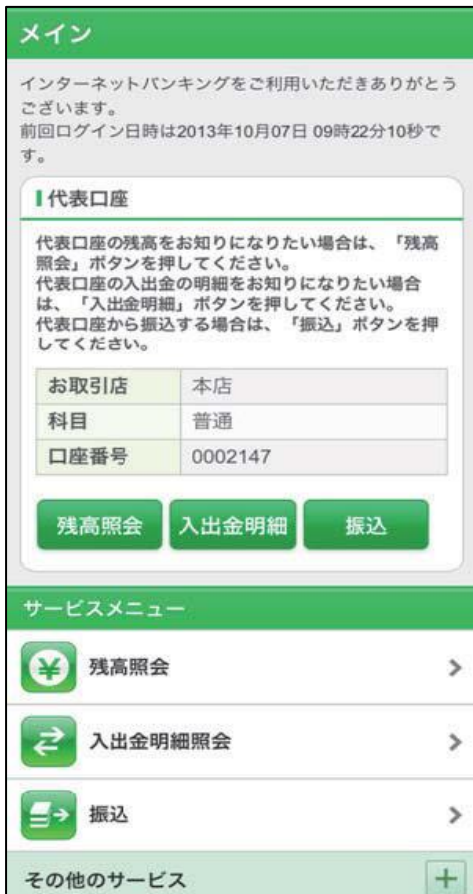 メイン
インターネットバンキングをご利用いただきありがとう
ございます。
前回ログイン日時は2013年10月07日 09時22分10秒で
す。
代表口座
代表口座の残高をお知りになりたい場合は、「残高
照会」ボタンを押してください。
代表口座の入出金の明細をお知りになりたい場合
は、「入出金明細」ボタンを押してください。
代表口座から振込する場合は、「振込」ボタンを押
してください。
お取引店 本店
科目 普通
口座番号 0002147
残高照会 入出金明細 振込
サービスメニュー
残高照会
入出金明細照会
振込
その他のサービス